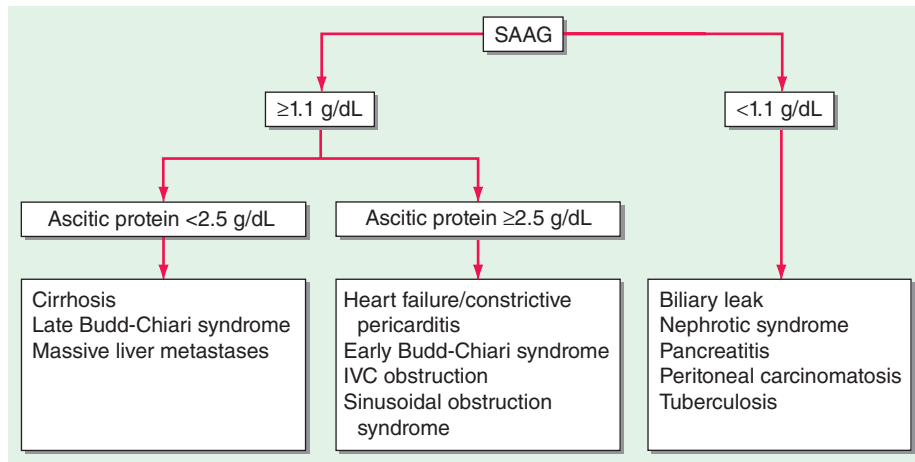 SAAG
≥1.1 g/dL
<1.1 g/dL
Ascitic protein <2.5 g/dL
Ascitic protein ≥2.5 g/dL
Cirrhosis
Late Budd-Chiari syndrome
Massive liver metastases
Heart failure/constrictive
pericarditis
Early Budd-Chiari syndrome
IVC obstruction
Sinusoidal obstruction
syndrome
Biliary leak
Nephrotic syndrome
Pancreatitis
Peritoneal carcinomatosis
Tuberculosis